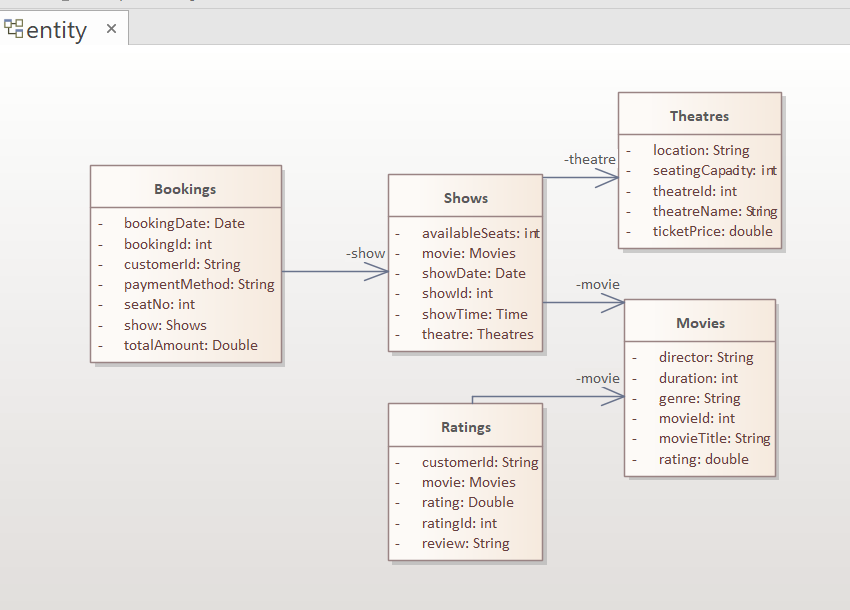 entity ×
Bookings
- bookingDate: Date
- bookingId: int
- customerId: String
- paymentMethod: String
- seatNo: int
- show: Shows
- totalAmount: Double
-show
Shows
- availableSeats: int
- movie: Movies
- showDate: Date
- showId: int
- showTime: Time
- theatre: Theatres
-theatre
Theatres
- location: String
- seatingCapacity: int
- theatreId: int
- theatreName: String
- ticketPrice: double
-movie
Movies
- director: String
- duration: int
- genre: String
- movieId: int
- movieTitle: String
- rating: double
-movie
Ratings
- customerId: String
- movie: Movies
- rating: Double
- ratingId: int
- review: String